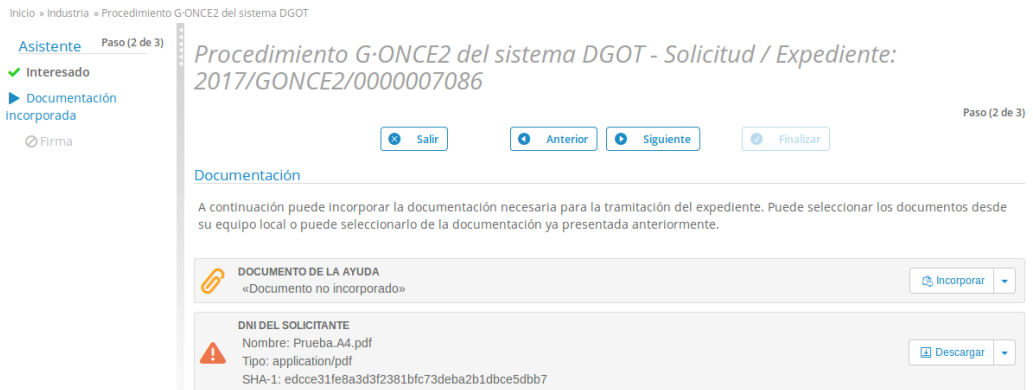 Inicio » Industria » Procedimiento G·ONCE2 del sistema DGOT
Asistente Paso (2 de 3)
Interesado
Documentación
incorporada
Firma
Procedimiento G·ONCE2 del sistema DGOT - Solicitud / Expediente:
2017/GONCE2/0000007086
Paso (2 de 3)
Salir Anterior Siguiente Finalizar
Documentación
A continuación puede incorporar la documentación necesaria para la tramitación del expediente. Puede seleccionar los documentos desde
su equipo local o puede seleccionarlo de la documentación ya presentada anteriormente.
DOCUMENTO DE LA AYUDA
«Documento no incorporado»
Incorporar
DNI DEL SOLICITANTE
Nombre: Prueba.A4.pdf
Tipo: application/pdf
Descargar
SHA-1: edcce31fe8a3d3f2381bfc73deba2b1dbce5dbb7